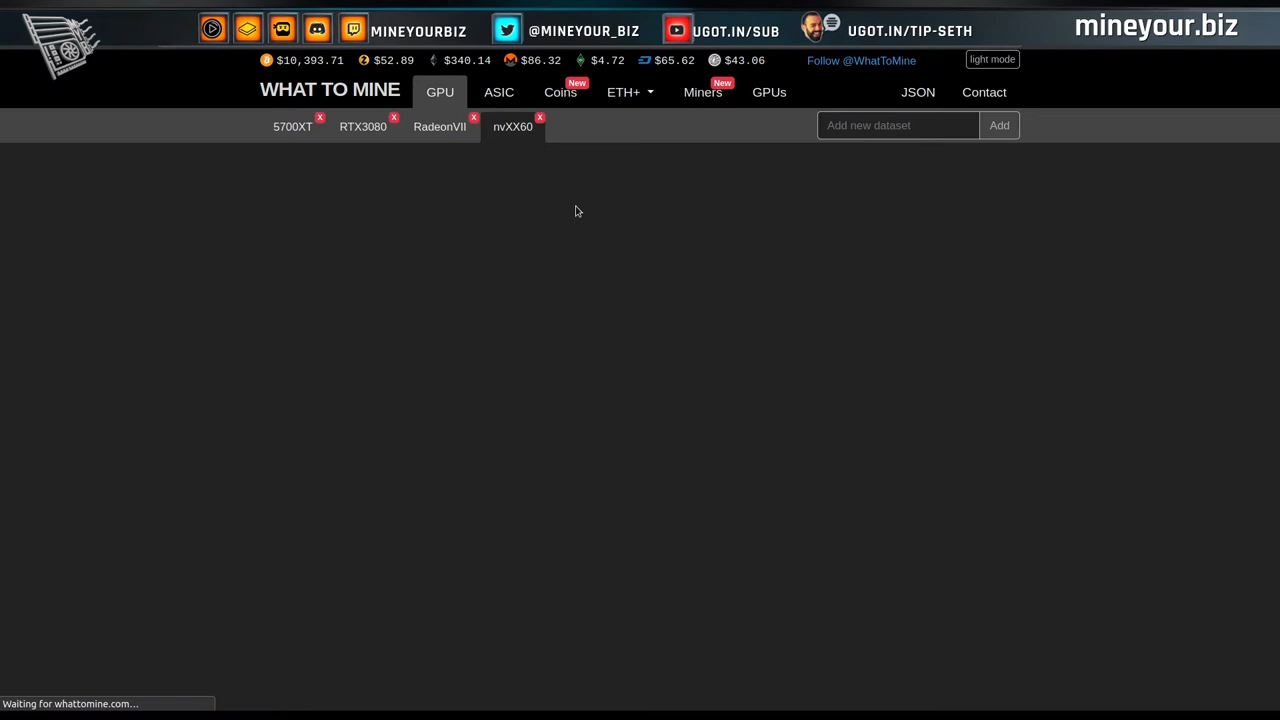 MINEYOURBIZ @MINEYOUR_BIZ UGOT.IN/SUB UGOT.IN/TIP-SETH mineyour.biz
$10,393.71 $52.89 $340.14 $86.32 $4.72 $65.62 $43.06 Follow @WhatToMine light mode
WHAT TO MINE GPU ASIC Coins New ETH+ Miners New GPUs JSON Contact
5700XT X RTX3080 X RadeonVII X nvXX60 X Add new dataset Add
Waiting for whattomine.com...